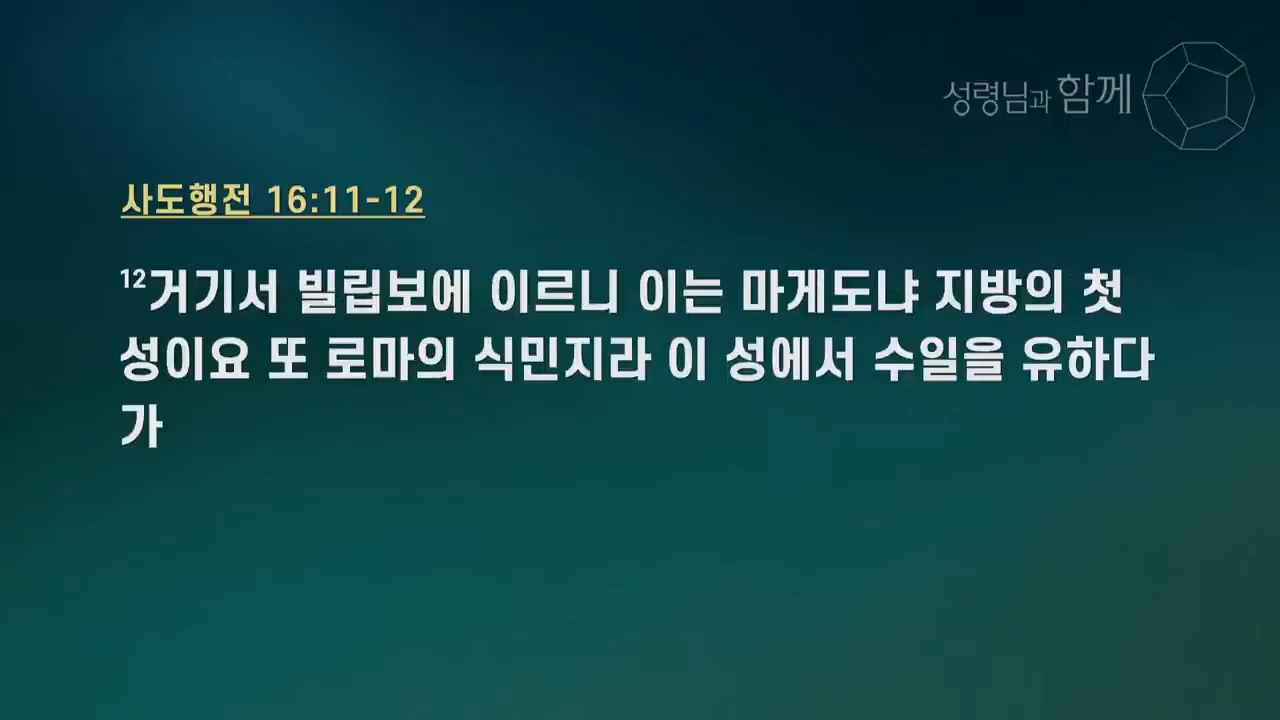 성령님과 함께
사도행전 16:11-12
12거기서 빌립보에 이르니 이는 마게도냐 지방의 첫
성이요 또 로마의 식민지라 이 성에서 수일을 유하다
가